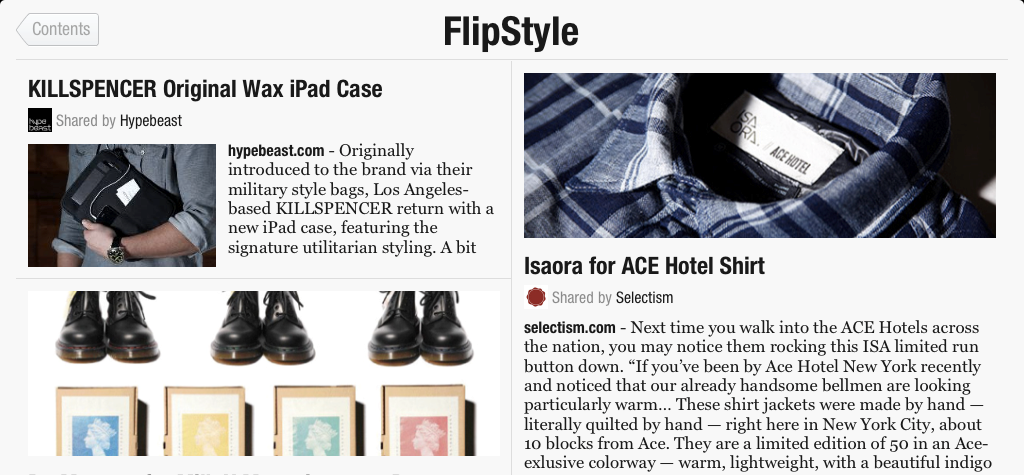 Contents
FlipStyle
KILLSPENCER Original Wax iPad Case
hype
beast
Shared by Hypebeast
hypebeast.com - Originally
introduced to the brand via their
military style bags, Los Angeles-
based KILLSPENCER return with a
new iPad case, featuring the
signature utilitarian styling. A bit
ISA
ORA
ACE HOTEL
Isaora for ACE Hotel Shirt
Shared by Selectism
selectism.com - Next time you walk into the ACE Hotels across
the nation, you may notice them rocking this ISA limited run
button down. “If you’ve been by Ace Hotel New York recently
and noticed that our already handsome bellmen are looking
particularly warm… These shirt jackets were made by hand —
literally quilted by hand — right here in New York City, about
10 blocks from Ace. They are a limited edition of 50 in an Ace-
exlusive colorway — warm, lightweight, with a beautiful indigo